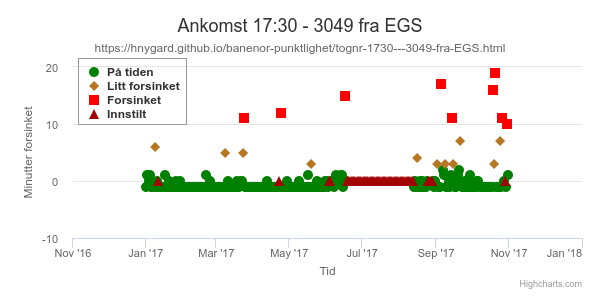 Ankomst 17:30 - 3049 fra EGS
https://hnygard.github.io/banenor-punktlighet/tognr-1730---3049-fra-EGS.html
På tiden
Litt forsinket
Forsinket
Innstilt
Minutter forsinket
20
10
0
-10
Nov '16 Jan '17 Mar '17 May '17 Jul '17 Sep '17 Nov '17 Jan '18
Tid
Highcharts.com